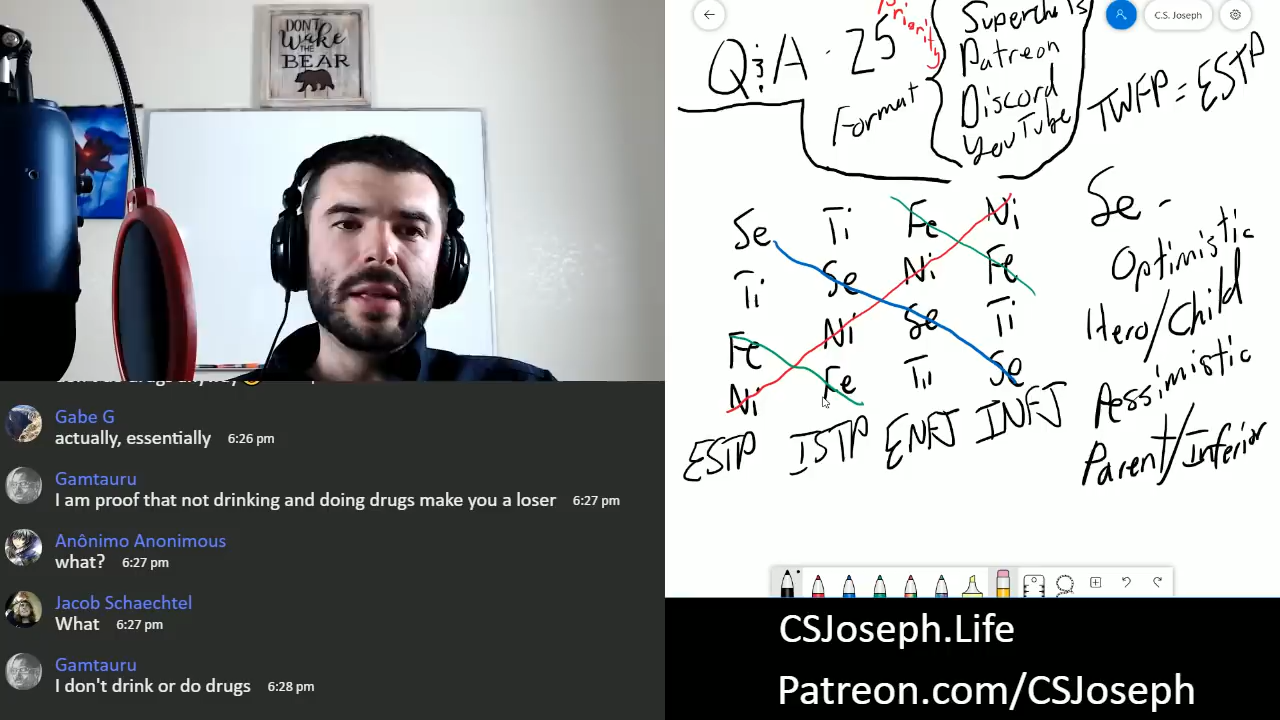 DON'T
Wake
THE
BEAR
Gabe G
actually, essentially 6:26 pm
Gamtauru
I am proof that not drinking and doing drugs make you a loser 6:27 pm
Anônimo Anonimous
what? 6:27 pm
Jacob Schaechtel
What 6:27 pm
Gamtauru
I don't drink or do drugs 6:28 pm
C.S. Joseph
Q&A - 25
Priority
Format
Superchats
Patreon
Discord
YouTube
TWFP = ESTP
Se Ti Fe Ni
Ti Se Ni Fe
Fe Ni Se Ti
Ni Fe Ti Se
ESTP ISTP ENFJ INFJ
Se -
Optimistic
Hero/Child
Pessimistic
Parent/Inferior
CSJoseph.Life
Patreon.com/CSJoseph